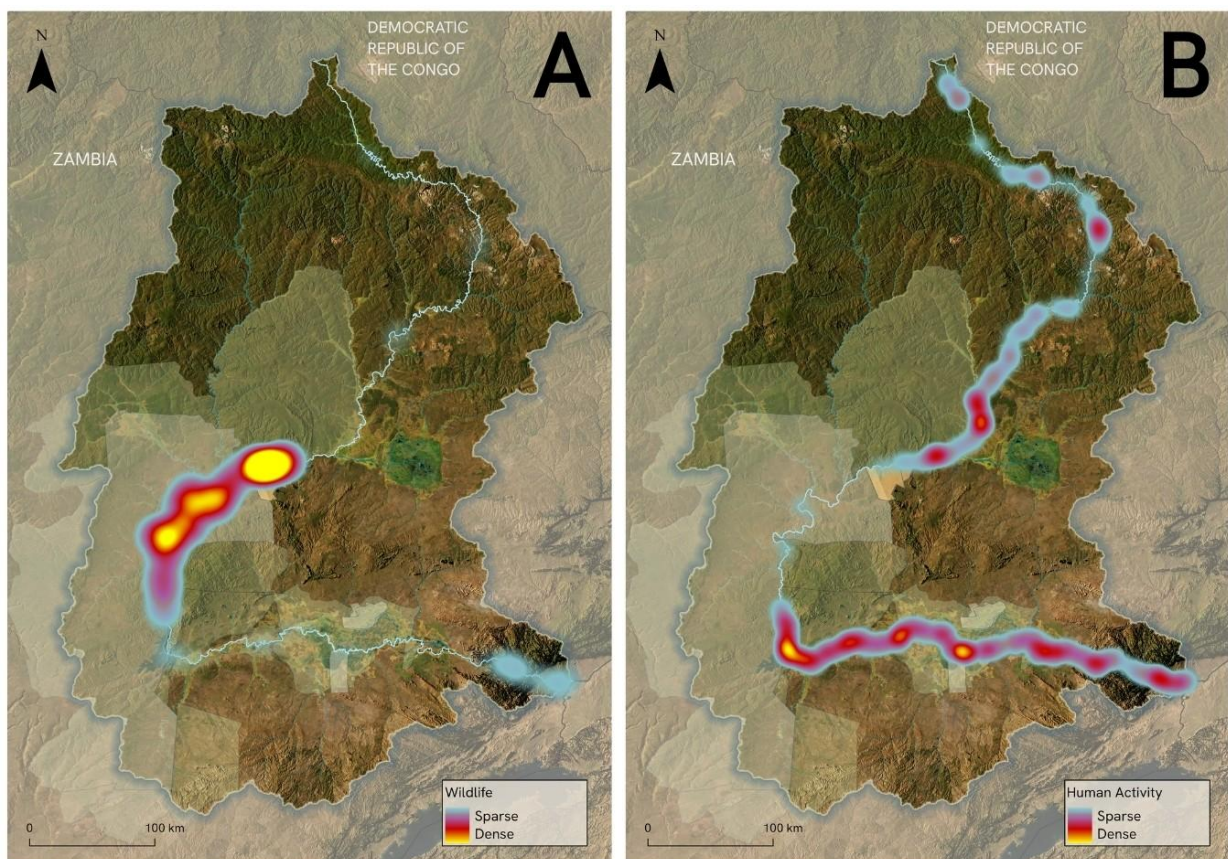 N
DEMOCRATIC
REPUBLIC OF
THE CONGO
A
ZAMBIA
Wildlife
Sparse
Dense
0
100 km
N
DEMOCRATIC
REPUBLIC OF
THE CONGO
B
ZAMBIA
Human Activity
Sparse
Dense
0
100 km